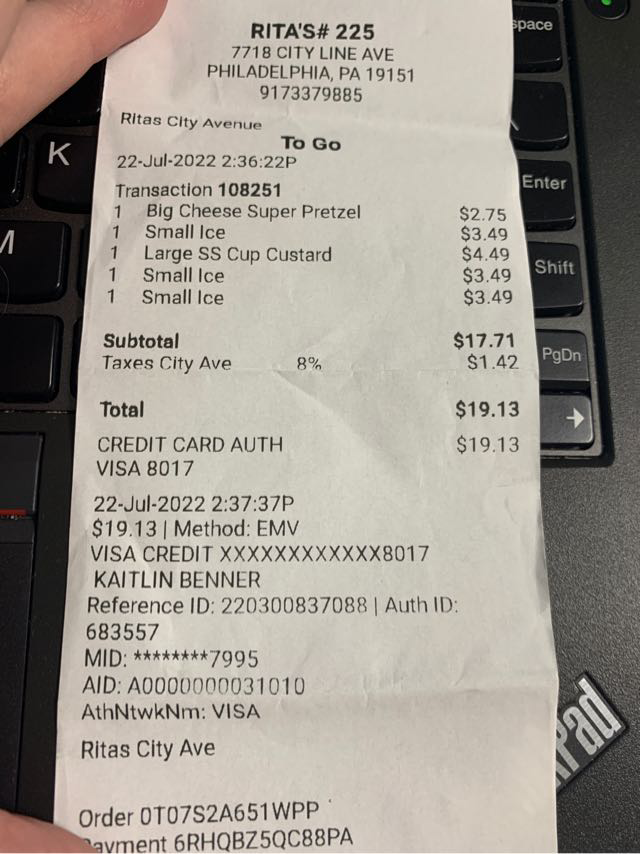 RITA'S# 225
7718 CITY LINE AVE
PHILADELPHIA, PA 19151
9173379885
Ritas City Avenue
To Go
22-Jul-2022 2:36:22P
Transaction 108251
1 Big Cheese Super Pretzel $2.75
1 Small Ice $3.49
1 Large SS Cup Custard $4.49
1 Small Ice $3.49
1 Small Ice $3.49
Subtotal $17.71
Taxes City Ave 8% $1.42
Total $19.13
CREDIT CARD AUTH $19.13
VISA 8017
22-Jul-2022 2:37:37P
$19.13 | Method: EMV
VISA CREDIT XXXXXXXXXXXX8017
KAITLIN BENNER
Reference ID: 220300837088 | Auth ID:
683557
MID: ********7995
AID: A0000000031010
AthNtwkNm: VISA
Ritas City Ave
Order 0T07S2A651WPP
Payment 6RHQBZ5QC88PA
K
M
space
Enter
Shift
PgDn
→
Pad